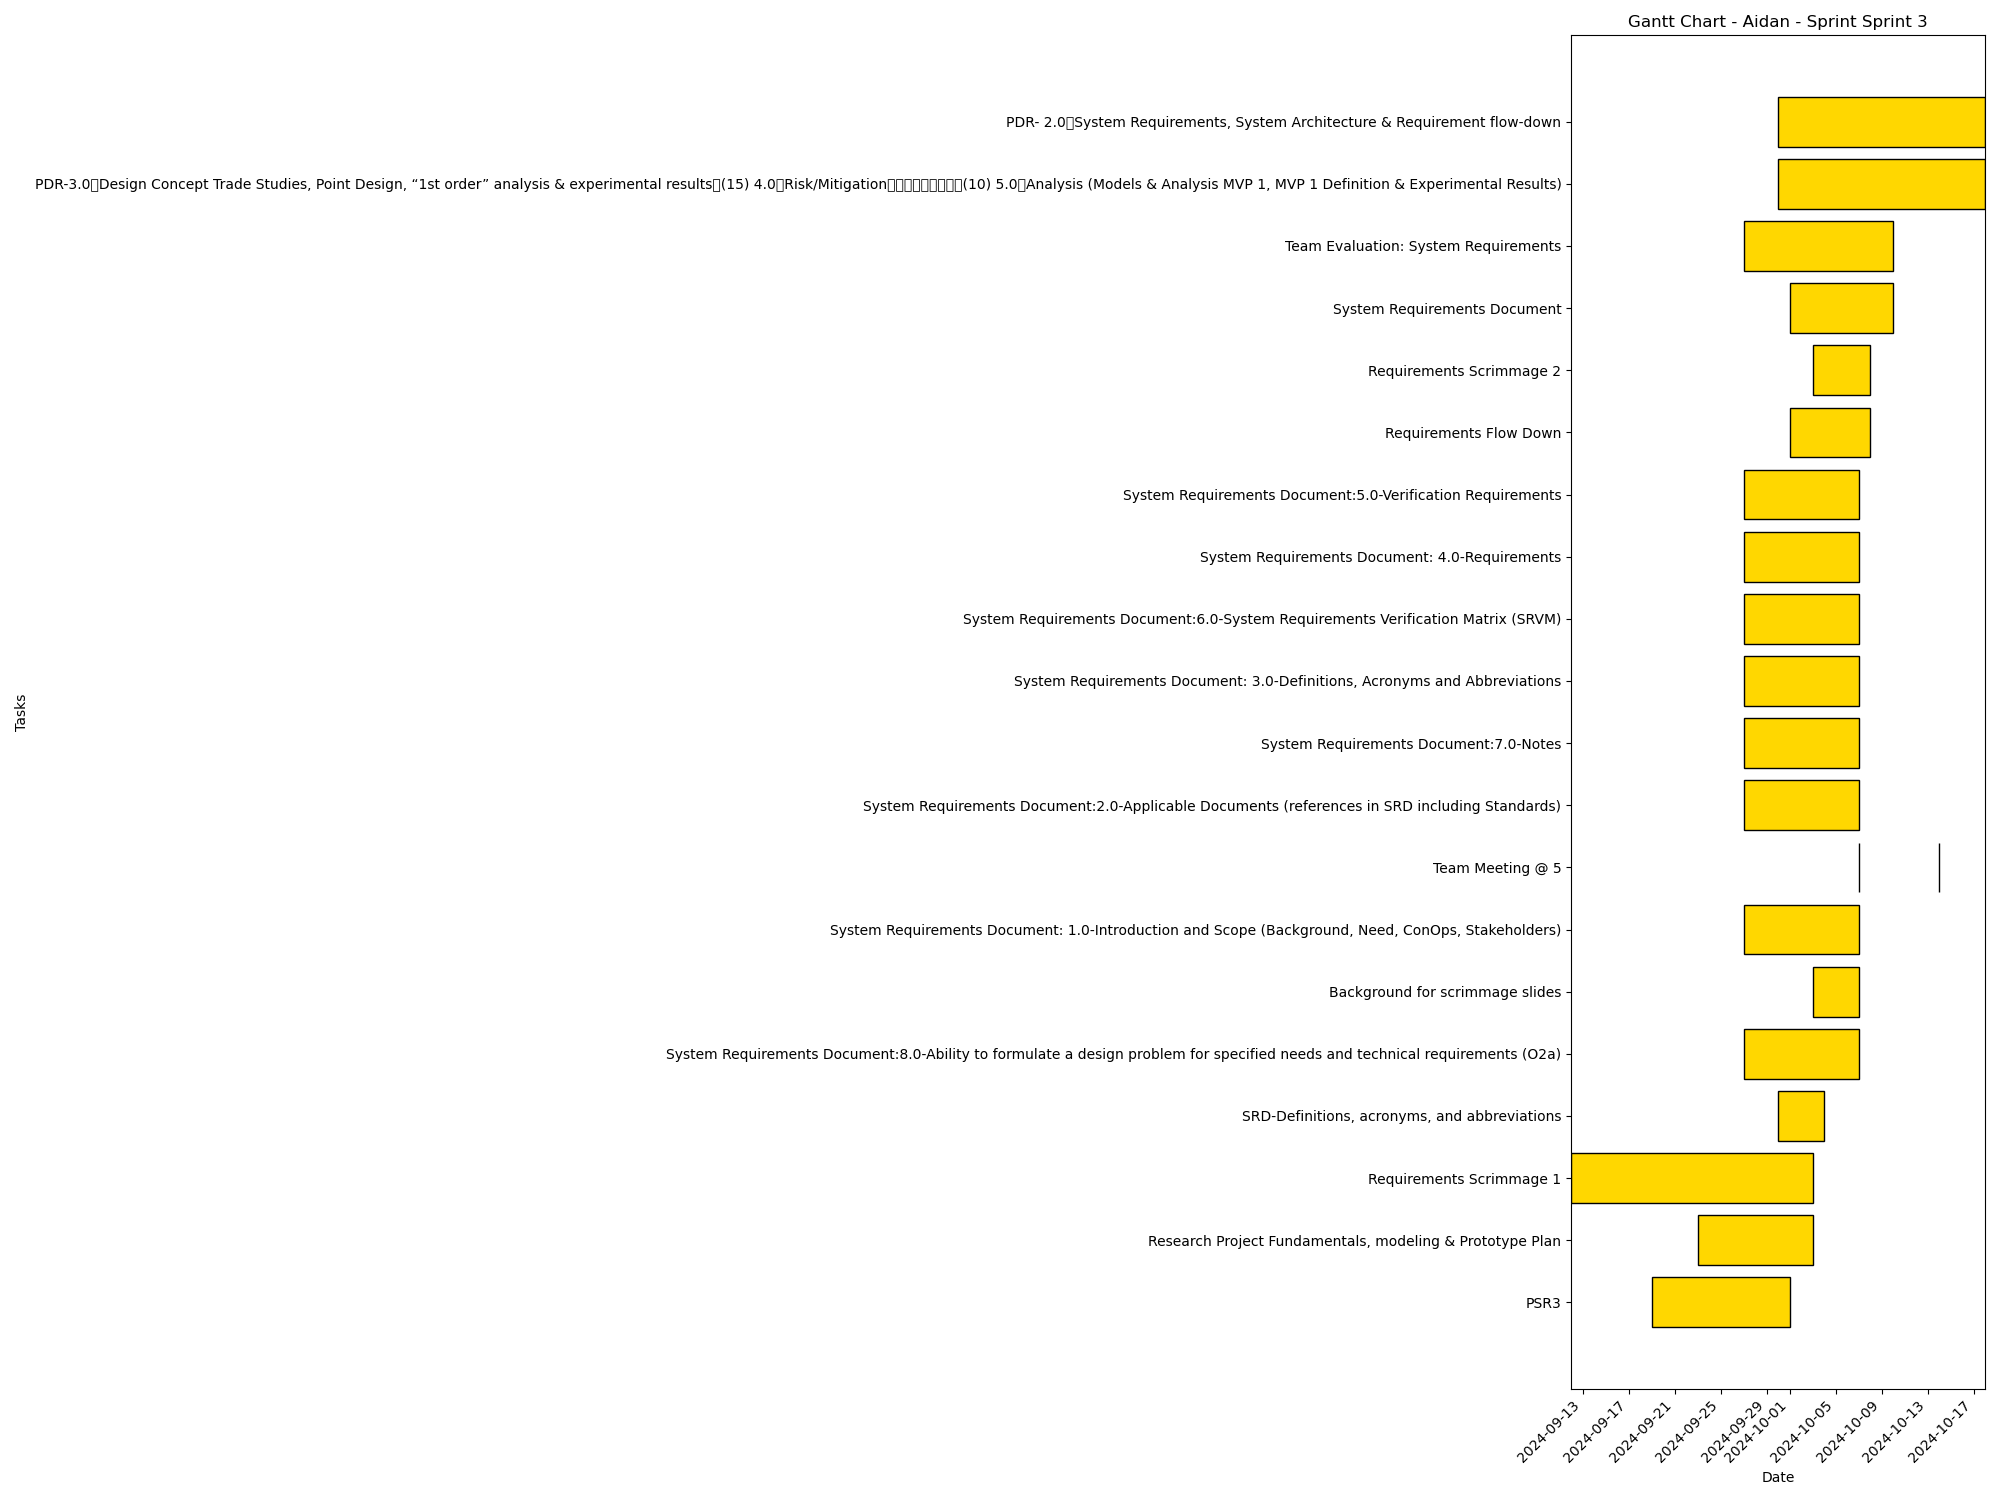 Gantt Chart - Aidan - Sprint Sprint 3
PDR- 2.0▯System Requirements, System Architecture & Requirement flow-down
PDR-3.0▯Design Concept Trade Studies, Point Design, “1st order” analysis & experimental results▯(15) 4.0▯Risk/Mitigation▯▯▯▯▯▯▯▯▯(10) 5.0▯Analysis (Models & Analysis MVP 1, MVP 1 Definition & Experimental Results)
Team Evaluation: System Requirements
System Requirements Document
Requirements Scrimmage 2
Requirements Flow Down
System Requirements Document:5.0-Verification Requirements
System Requirements Document: 4.0-Requirements
System Requirements Document:6.0-System Requirements Verification Matrix (SRVM)
System Requirements Document: 3.0-Definitions, Acronyms and Abbreviations
System Requirements Document:7.0-Notes
System Requirements Document:2.0-Applicable Documents (references in SRD including Standards)
Team Meeting @ 5
System Requirements Document: 1.0-Introduction and Scope (Background, Need, ConOps, Stakeholders)
Background for scrimmage slides
System Requirements Document:8.0-Ability to formulate a design problem for specified needs and technical requirements (O2a)
SRD-Definitions, acronyms, and abbreviations
Requirements Scrimmage 1
Research Project Fundamentals, modeling & Prototype Plan
PSR3
Tasks
2024-09-13
2024-09-17
2024-09-21
2024-09-25
2024-09-29
2024-10-01
2024-10-05
2024-10-09
2024-10-13
2024-10-17
Date